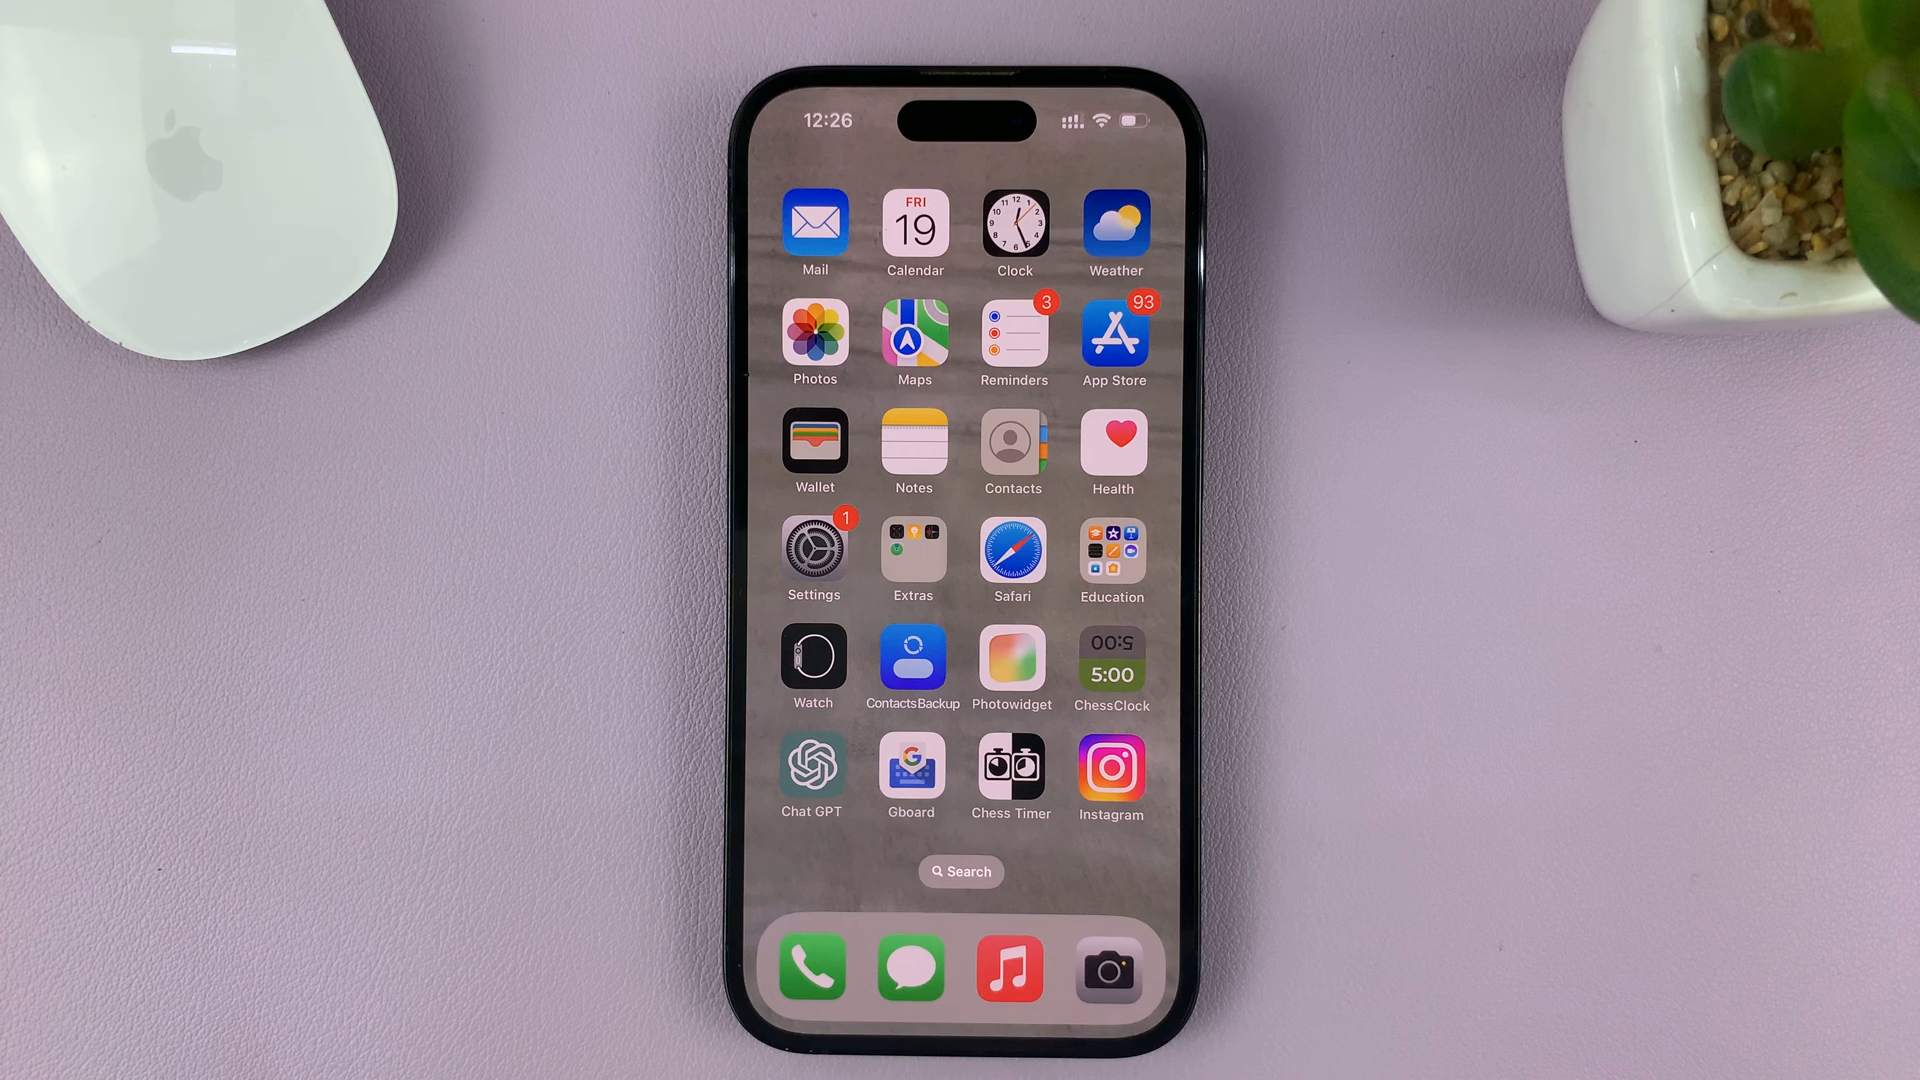 12:26
FRI
19
Mail Calendar Clock Weather
3 93
Photos Maps Reminders App Store
Wallet Notes Contacts Health
1
Settings Extras Safari Education
00:5
5:00
Watch ContactsBackup Photowidget ChessClock
G
Chat GPT Gboard Chess Timer Instagram
Search